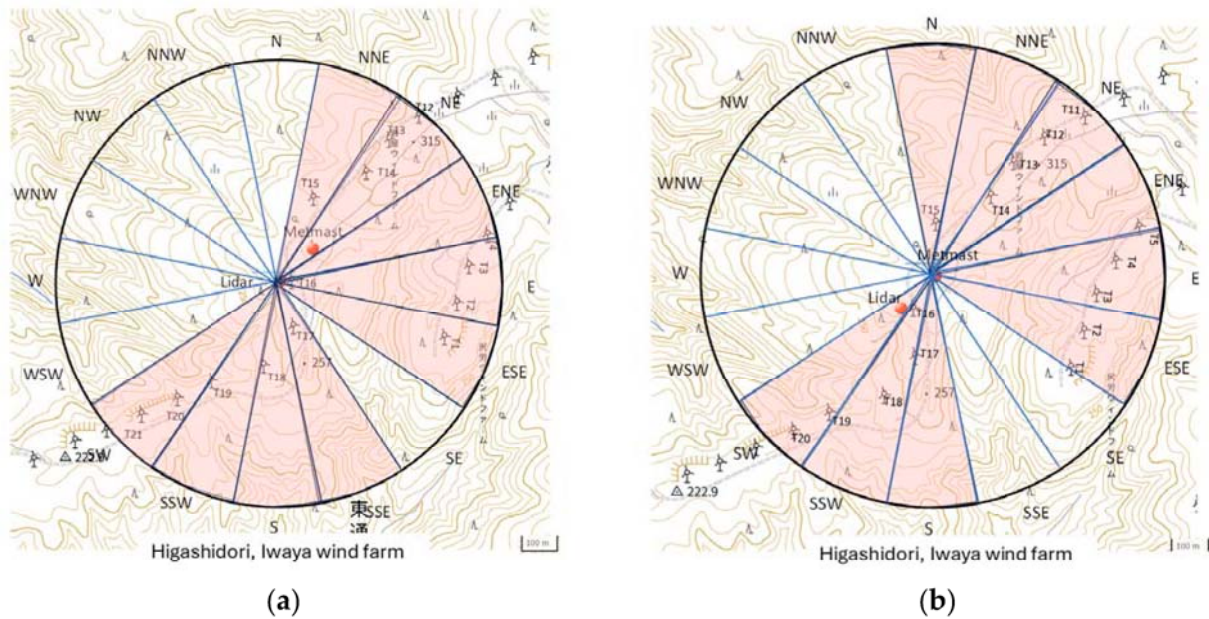 N
NNW
NNE
NW
T12
NE
T13
315
T14
WNW
ENE
T15
Metmast
T4
T3
W
Lidar
T16
E
T2
T17
T1
257
WSW
T18
ESE
T19
T20
T21
SW
222.9
SE
SSW
SSE
S
東通
Higashidori, Iwaya wind farm
100 m
(a)
N
NNW
NNE
NW
T11
NE
T12
T13
315
WNW
ENE
T14
T15
T5
Metmast
T4
W
E
Lidar
T3
T16
T2
T17
T1
WSW
ESE
T18
257
T19
T20
SW
SE
222.9
SSW
SSE
S
Higashidori, Iwaya wind farm
100 m
(b)